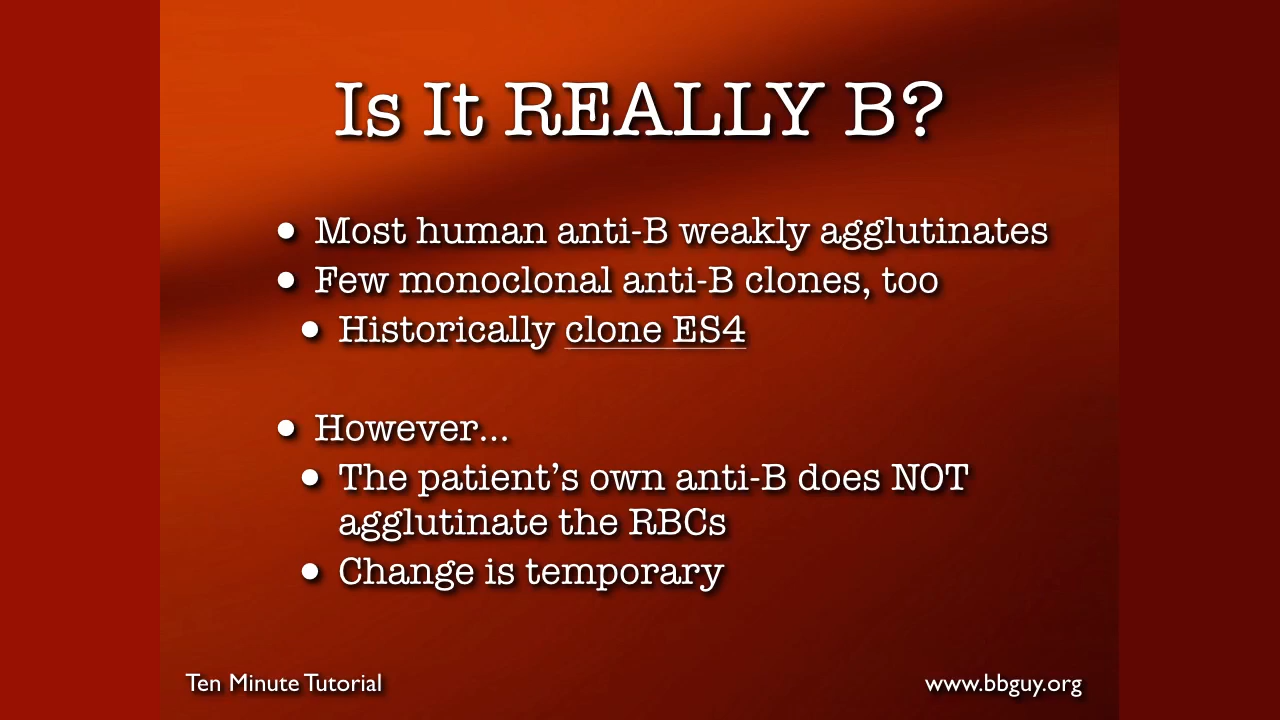 Is It REALLY B?
• Most human anti-B weakly agglutinates
• Few monoclonal anti-B clones, too
• Historically clone ES4
• However...
• The patient's own anti-B does NOT
agglutinate the RBCs
• Change is temporary
Ten Minute Tutorial
www.bbguy.org